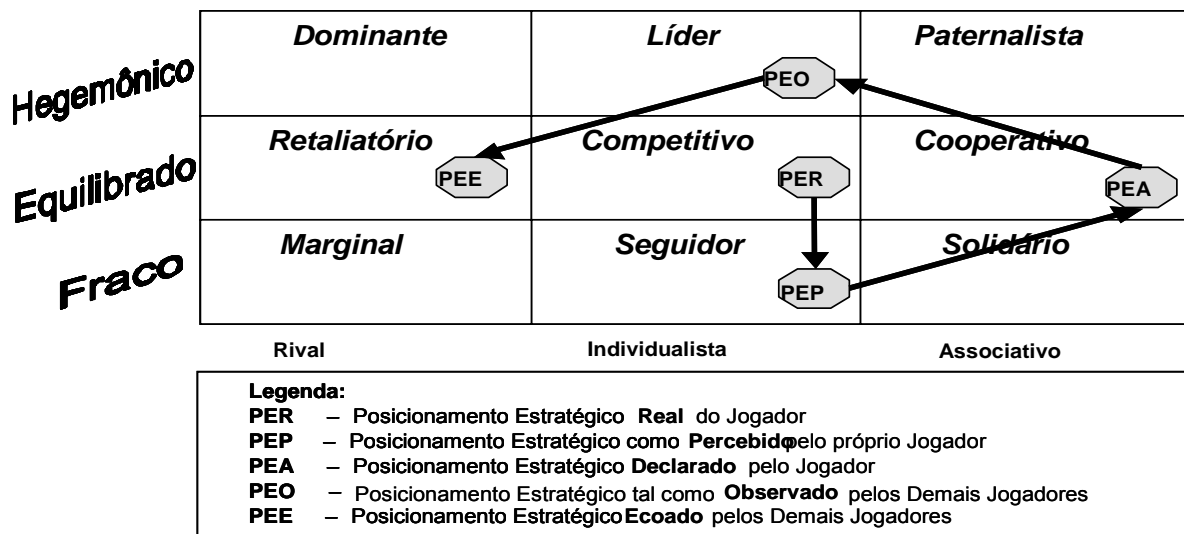 Hegemônico
Dominante
Líder
Paternalista
PEO
Equilibrado
Retaliatório
Competitivo
Cooperativo
PEE
PER
PEA
Fraco
Marginal
Seguidor
Solidário
PEP
Rival
Individualista
Associativo
Legenda:
PER – Posicionamento Estratégico Real do Jogador
PEP – Posicionamento Estratégico como Percebido pelo próprio Jogador
PEA – Posicionamento Estratégico Declarado pelo Jogador
PEO – Posicionamento Estratégico tal como Observado pelos Demais Jogadores
PEE – Posicionamento Estratégico Ecoado pelos Demais Jogadores